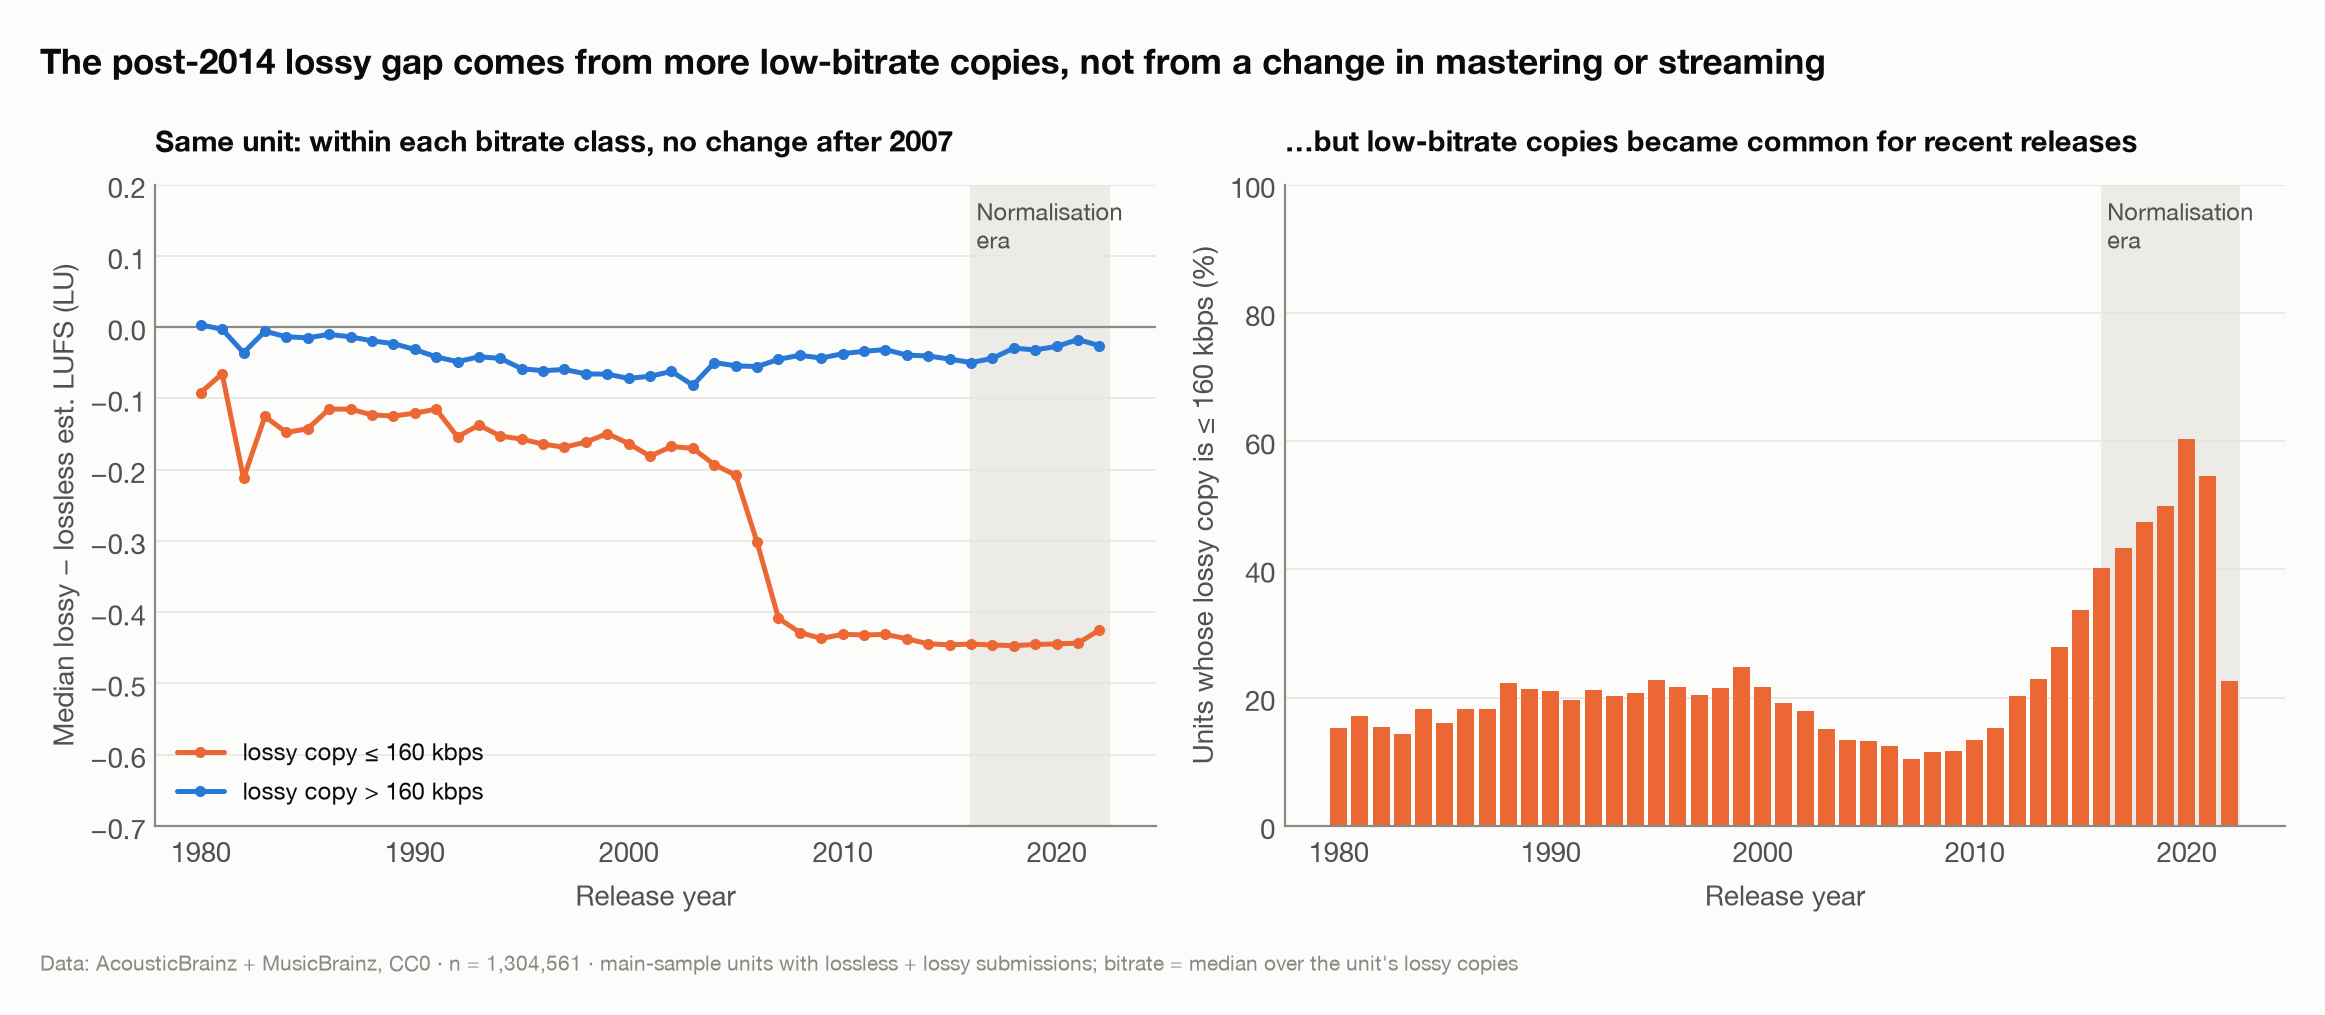 The post-2014 lossy gap comes from more low-bitrate copies, not from a change in mastering or streaming
Same unit: within each bitrate class, no change after 2007
Median lossy – lossless est. LUFS (LU)
0.2
0.1
0.0
−0.1
−0.2
−0.3
−0.4
−0.5
−0.6
−0.7
Normalisation
era
lossy copy ≤ 160 kbps
lossy copy > 160 kbps
1980
1990
2000
2010
2020
Release year
…but low-bitrate copies became common for recent releases
Units whose lossy copy is ≤ 160 kbps (%)
100
80
60
40
20
0
Normalisation
era
1980
1990
2000
2010
2020
Release year
Data: AcousticBrainz + MusicBrainz, CC0 · n = 1,304,561 · main-sample units with lossless + lossy submissions; bitrate = median over the unit's lossy copies